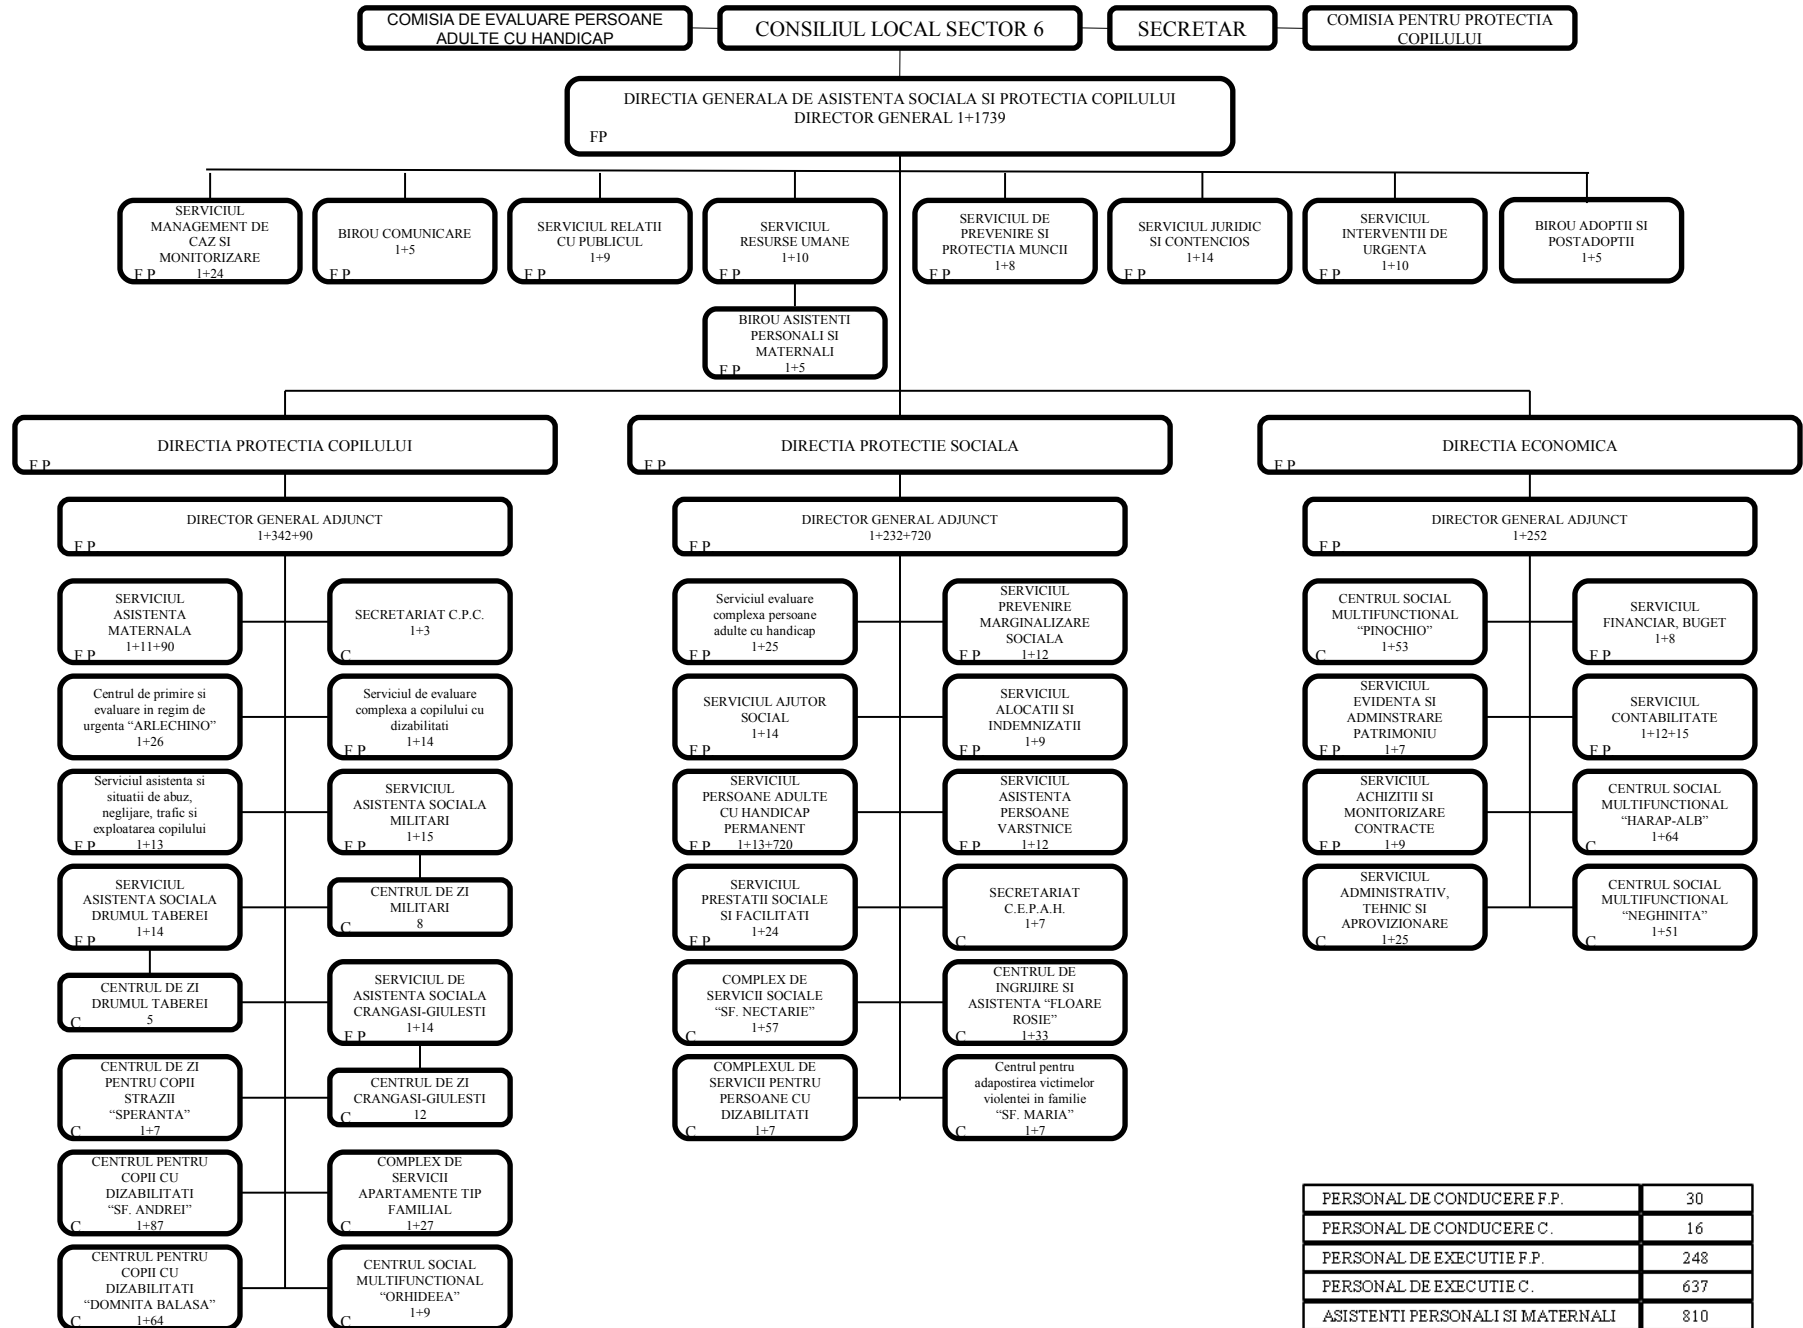 COMISIA DE EVALUARE PERSOANE
ADULTE CU HANDICAP
CONSILIUL LOCAL SECTOR 6
SECRETAR
COMISIA PENTRU PROTECTIA
COPILULUI
DIRECTIA GENERALA DE ASISTENTA SOCIALA SI PROTECTIA COPILULUI
DIRECTOR GENERAL 1+1739
FP
SERVICIUL
MANAGEMENT DE
CAZ SI
MONITORIZARE
F P 1+24
BIROU COMUNICARE
1+5
F P
SERVICIUL RELATII
CU PUBLICUL
1+9
F P
SERVICIUL
RESURSE UMANE
1+10
F P
SERVICIUL DE
PREVENIRE SI
PROTECTIA MUNCII
1+8
F P
SERVICIUL JURIDIC
SI CONTENCIOS
1+14
F P
SERVICIUL
INTERVENTII DE
URGENTA
1+10
F P
BIROU ADOPTII SI
POSTADOPTII
1+5
BIROU ASISTENTI
PERSONALI SI
MATERNALI
F P 1+5
DIRECTIA PROTECTIA COPILULUI
F P
DIRECTIA PROTECTIE SOCIALA
F P
DIRECTIA ECONOMICA
F P
DIRECTOR GENERAL ADJUNCT
1+342+90
F P
DIRECTOR GENERAL ADJUNCT
1+232+720
F P
DIRECTOR GENERAL ADJUNCT
1+252
F P
SERVICIUL
ASISTENTA
MATERNALA
1+11+90
F P
SECRETARIAT C.P.C.
1+3
C
Serviciul evaluare
complexa persoane
adulte cu handicap
1+25
F P
SERVICIUL
PREVENIRE
MARGINALIZARE
SOCIALA
F P 1+12
CENTRUL SOCIAL
MULTIFUNCTIONAL
“PINOCHIO”
1+53
C
SERVICIUL
FINANCIAR, BUGET
1+8
F P
Centrul de primire si
evaluare in regim de
urgenta “ARLECHINO”
1+26
Serviciul de evaluare
complexa a copilului cu
dizabilitati
1+14
F P
SERVICIUL AJUTOR
SOCIAL
1+14
F P
SERVICIUL
ALOCATII SI
INDEMNIZATII
1+9
F P
SERVICIUL
EVIDENTA SI
ADMINSTRARE
PATRIMONIU
F P 1+7
SERVICIUL
CONTABILITATE
1+12+15
F P
Serviciul asistenta si
situatii de abuz,
neglijare, trafic si
exploatarea copilului
F P 1+13
SERVICIUL
ASISTENTA SOCIALA
MILITARI
1+15
F P
SERVICIUL
PERSOANE ADULTE
CU HANDICAP
PERMANENT
F P 1+13+720
SERVICIUL
ASISTENTA
PERSOANE
VARSTNICE
F P 1+12
SERVICIUL
ACHIZITII SI
MONITORIZARE
CONTRACTE
F P 1+9
CENTRUL SOCIAL
MULTIFUNCTIONAL
“HARAP-ALB”
1+64
C
SERVICIUL
ASISTENTA SOCIALA
DRUMUL TABEREI
1+14
F P
CENTRUL DE ZI
MILITARI
C 8
SERVICIUL
PRESTATII SOCIALE
SI FACILITATI
1+24
F P
SECRETARIAT
C.E.P.A.H.
1+7
C
SERVICIUL
ADMINISTRATIV,
TEHNIC SI
APROVIZIONARE
C 1+25
CENTRUL SOCIAL
MULTIFUNCTIONAL
“NEGHINITA”
1+51
C
CENTRUL DE ZI
DRUMUL TABEREI
C 5
SERVICIUL DE
ASISTENTA SOCIALA
CRANGASI-GIULESTI
1+14
F P
COMPLEX DE
SERVICII SOCIALE
“SF. NECTARIE”
1+57
C
CENTRUL DE
INGRIJIRE SI
ASISTENTA “FLOARE
ROSIE”
C 1+33
CENTRUL DE ZI
PENTRU COPII
STRAZII
“SPERANTA”
C 1+7
CENTRUL DE ZI
CRANGASI-GIULESTI
C 12
COMPLEXUL DE
SERVICII PENTRU
PERSOANE CU
DIZABILITATI
C 1+7
Centrul pentru
adapostirea victimelor
violentei in familie
“SF. MARIA”
C 1+7
CENTRUL PENTRU
COPII CU
DIZABILITATI
“SF. ANDREI”
C 1+87
COMPLEX DE
SERVICII
APARTAMENTE TIP
FAMILIAL
C 1+27
CENTRUL PENTRU
COPII CU
DIZABILITATI
“DOMNITA BALASA”
C 1+64
CENTRUL SOCIAL
MULTIFUNCTIONAL
“ORHIDEEA”
1+9
C
PERSONAL DE CONDUCERE F.P. 30
PERSONAL DE CONDUCERE C. 16
PERSONAL DE EXECUTIE F.P. 248
PERSONAL DE EXECUTIE C. 637
ASISTENTI PERSONALI SI MATERNALI 810